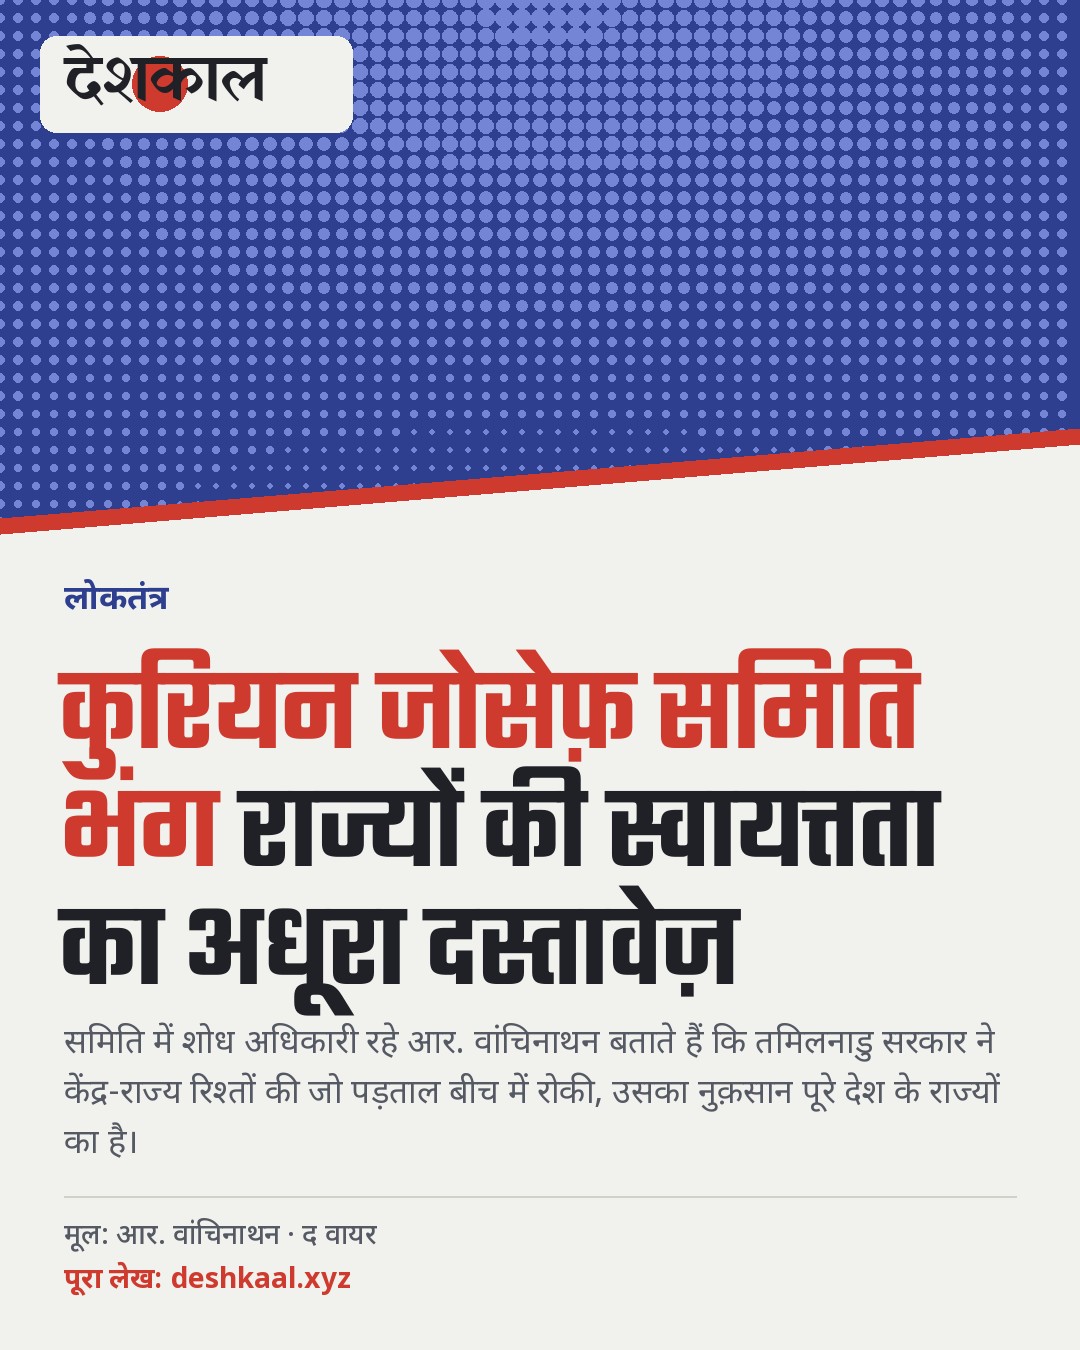 देशकाल
लोकतंत्र
कुरियन जोसेफ़ समिति
भंग राज्यों की स्वायत्तता
का अधूरा दस्तावेज़
समिति में शोध अधिकारी रहे आर. वांचिनाथन बताते हैं कि तमिलनाडु सरकार ने
केंद्र-राज्य रिश्तों की जो पड़ताल बीच में रोकी, उसका नुक़सान पूरे देश के राज्यों
का है।
मूल: आर. वांचिनाथन · द वायर
पूरा लेख: deshkaal.xyz